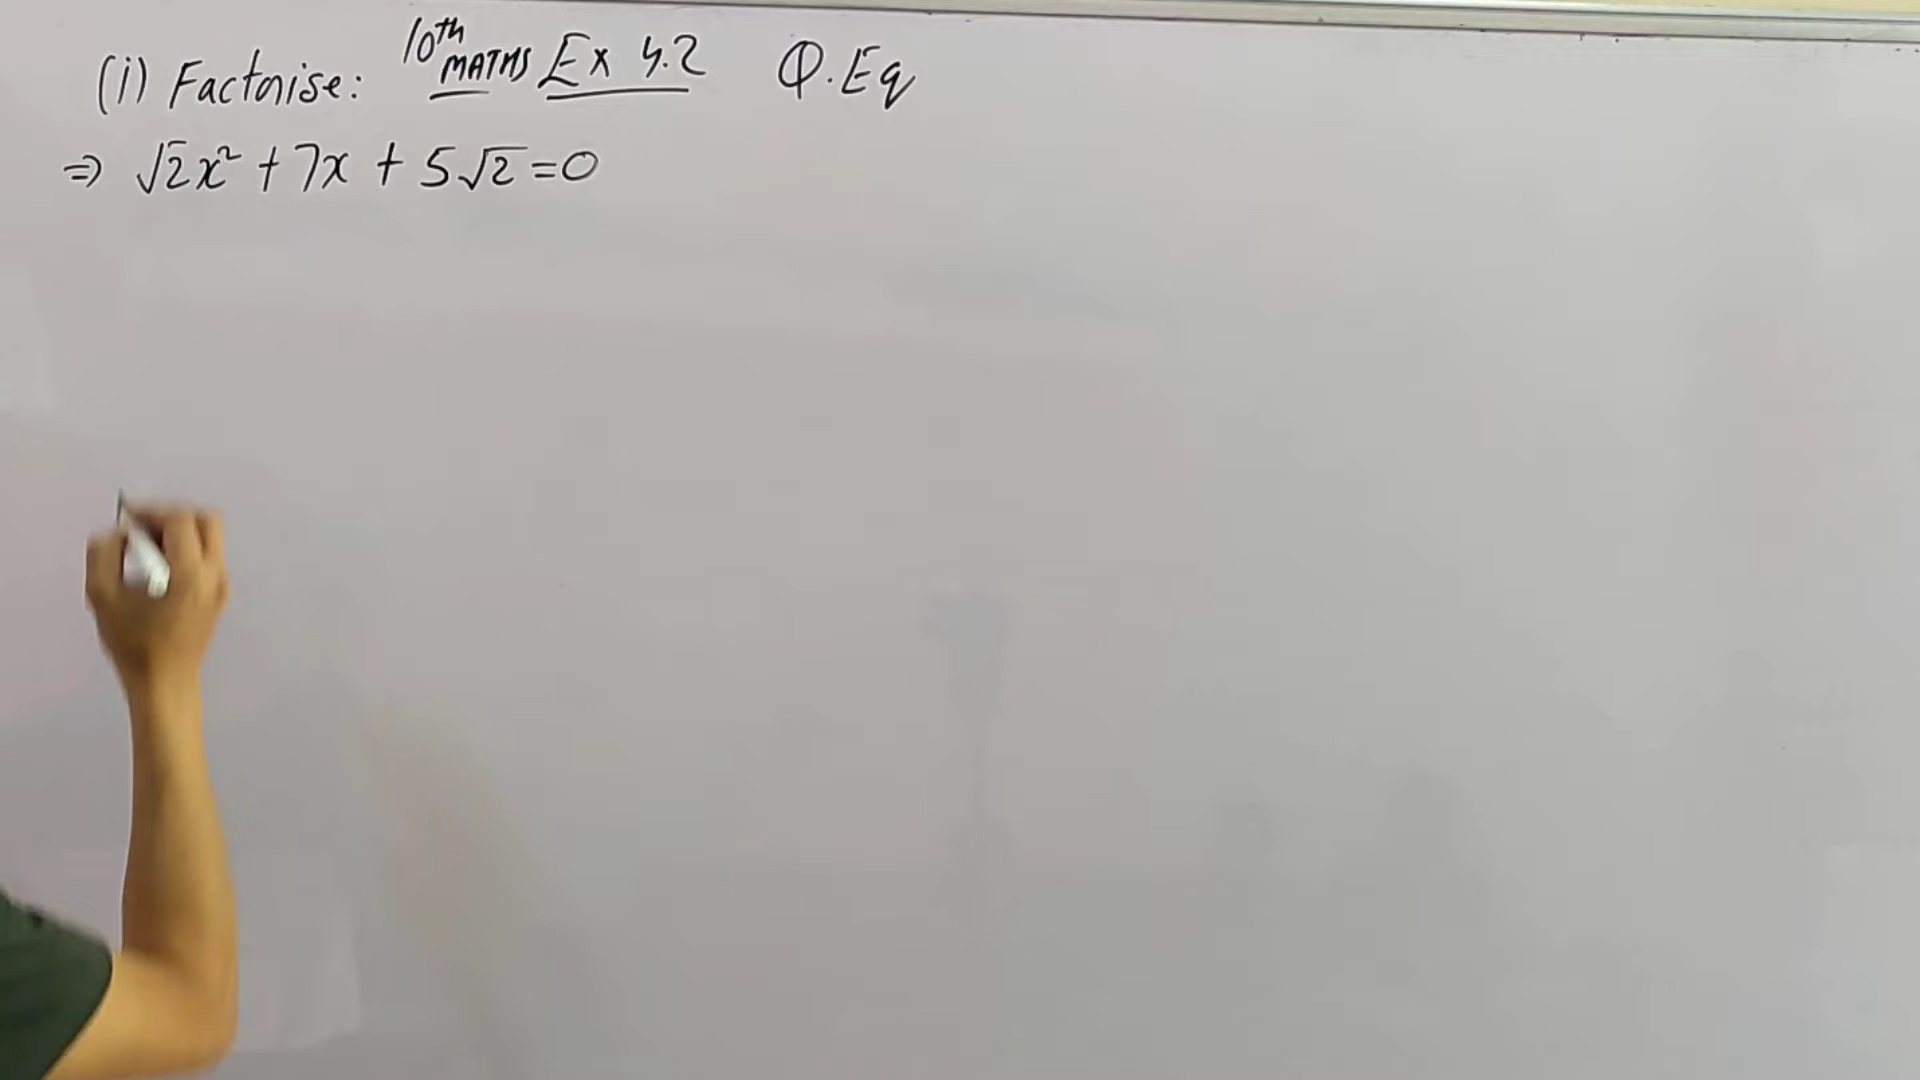 (i) Factorise: 10th MATHS Ex 4.2 Q. Eq
⇒ √2x² + 7x + 5√2 = 0